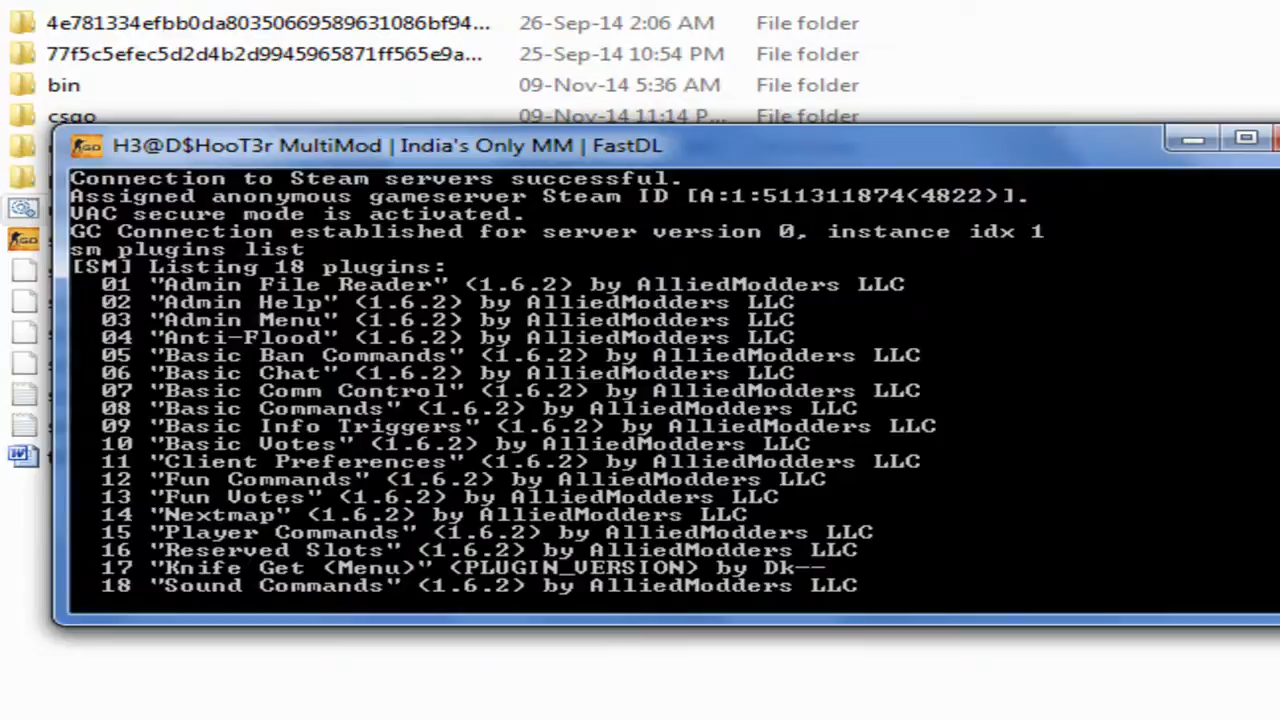 4e781334efbb0da80350669589631086bf94... 26-Sep-14 2:06 AM File folder
77f5c5efec5d2d4b2d9945965871ff565e9a... 25-Sep-14 10:54 PM File folder
bin 09-Nov-14 5:36 AM File folder
csgo 09-Nov-14 11:14 P... File folder
H3@D$HooT3r MultiMod | India's Only MM | FastDL
Connection to Steam servers successful.
Assigned anonymous gameserver Steam ID [A:1:511311874(4822)].
VAC secure mode is activated.
GC Connection established for server version 0, instance idx 1
sm plugins list
[SM] Listing 18 plugins:
01 "Admin File Reader" (1.6.2) by AlliedModders LLC
02 "Admin Help" (1.6.2) by AlliedModders LLC
03 "Admin Menu" (1.6.2) by AlliedModders LLC
04 "Anti-Flood" (1.6.2) by AlliedModders LLC
05 "Basic Ban Commands" (1.6.2) by AlliedModders LLC
06 "Basic Chat" (1.6.2) by AlliedModders LLC
07 "Basic Comm Control" (1.6.2) by AlliedModders LLC
08 "Basic Commands" (1.6.2) by AlliedModders LLC
09 "Basic Info Triggers" (1.6.2) by AlliedModders LLC
10 "Basic Votes" (1.6.2) by AlliedModders LLC
11 "Client Preferences" (1.6.2) by AlliedModders LLC
12 "Fun Commands" (1.6.2) by AlliedModders LLC
13 "Fun Votes" (1.6.2) by AlliedModders LLC
14 "Nextmap" (1.6.2) by AlliedModders LLC
15 "Player Commands" (1.6.2) by AlliedModders LLC
16 "Reserved Slots" (1.6.2) by AlliedModders LLC
17 "Knife Get (Menu)" (PLUGIN_VERSION) by Dk--
18 "Sound Commands" (1.6.2) by AlliedModders LLC